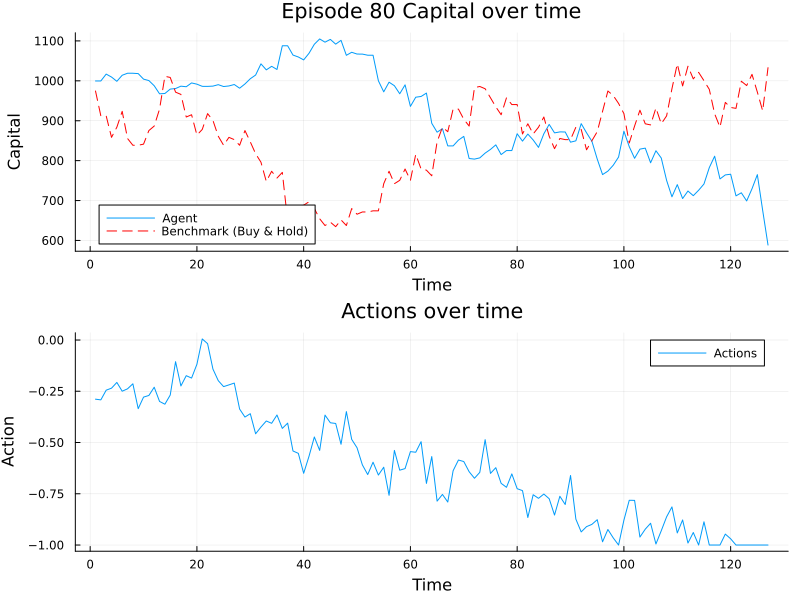 Episode 80 Capital over time
1100
1000
900
800
700
600
Capital
Agent
Benchmark (Buy & Hold)
0 20 40 60 80 100 120
Time
Actions over time
0.00
−0.25
−0.50
−0.75
−1.00
Action
Actions
0 20 40 60 80 100 120
Time